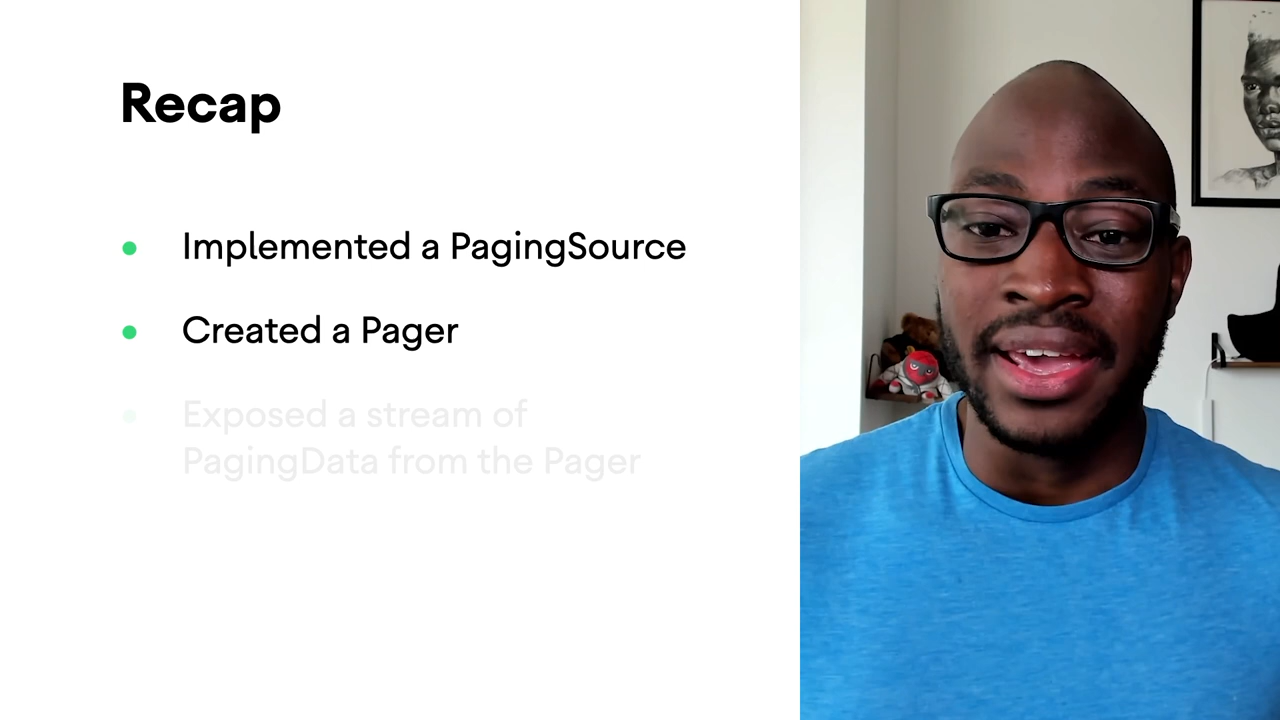 Recap
Implemented a PagingSource
Created a Pager
Exposed a stream of
PagingData from the Pager